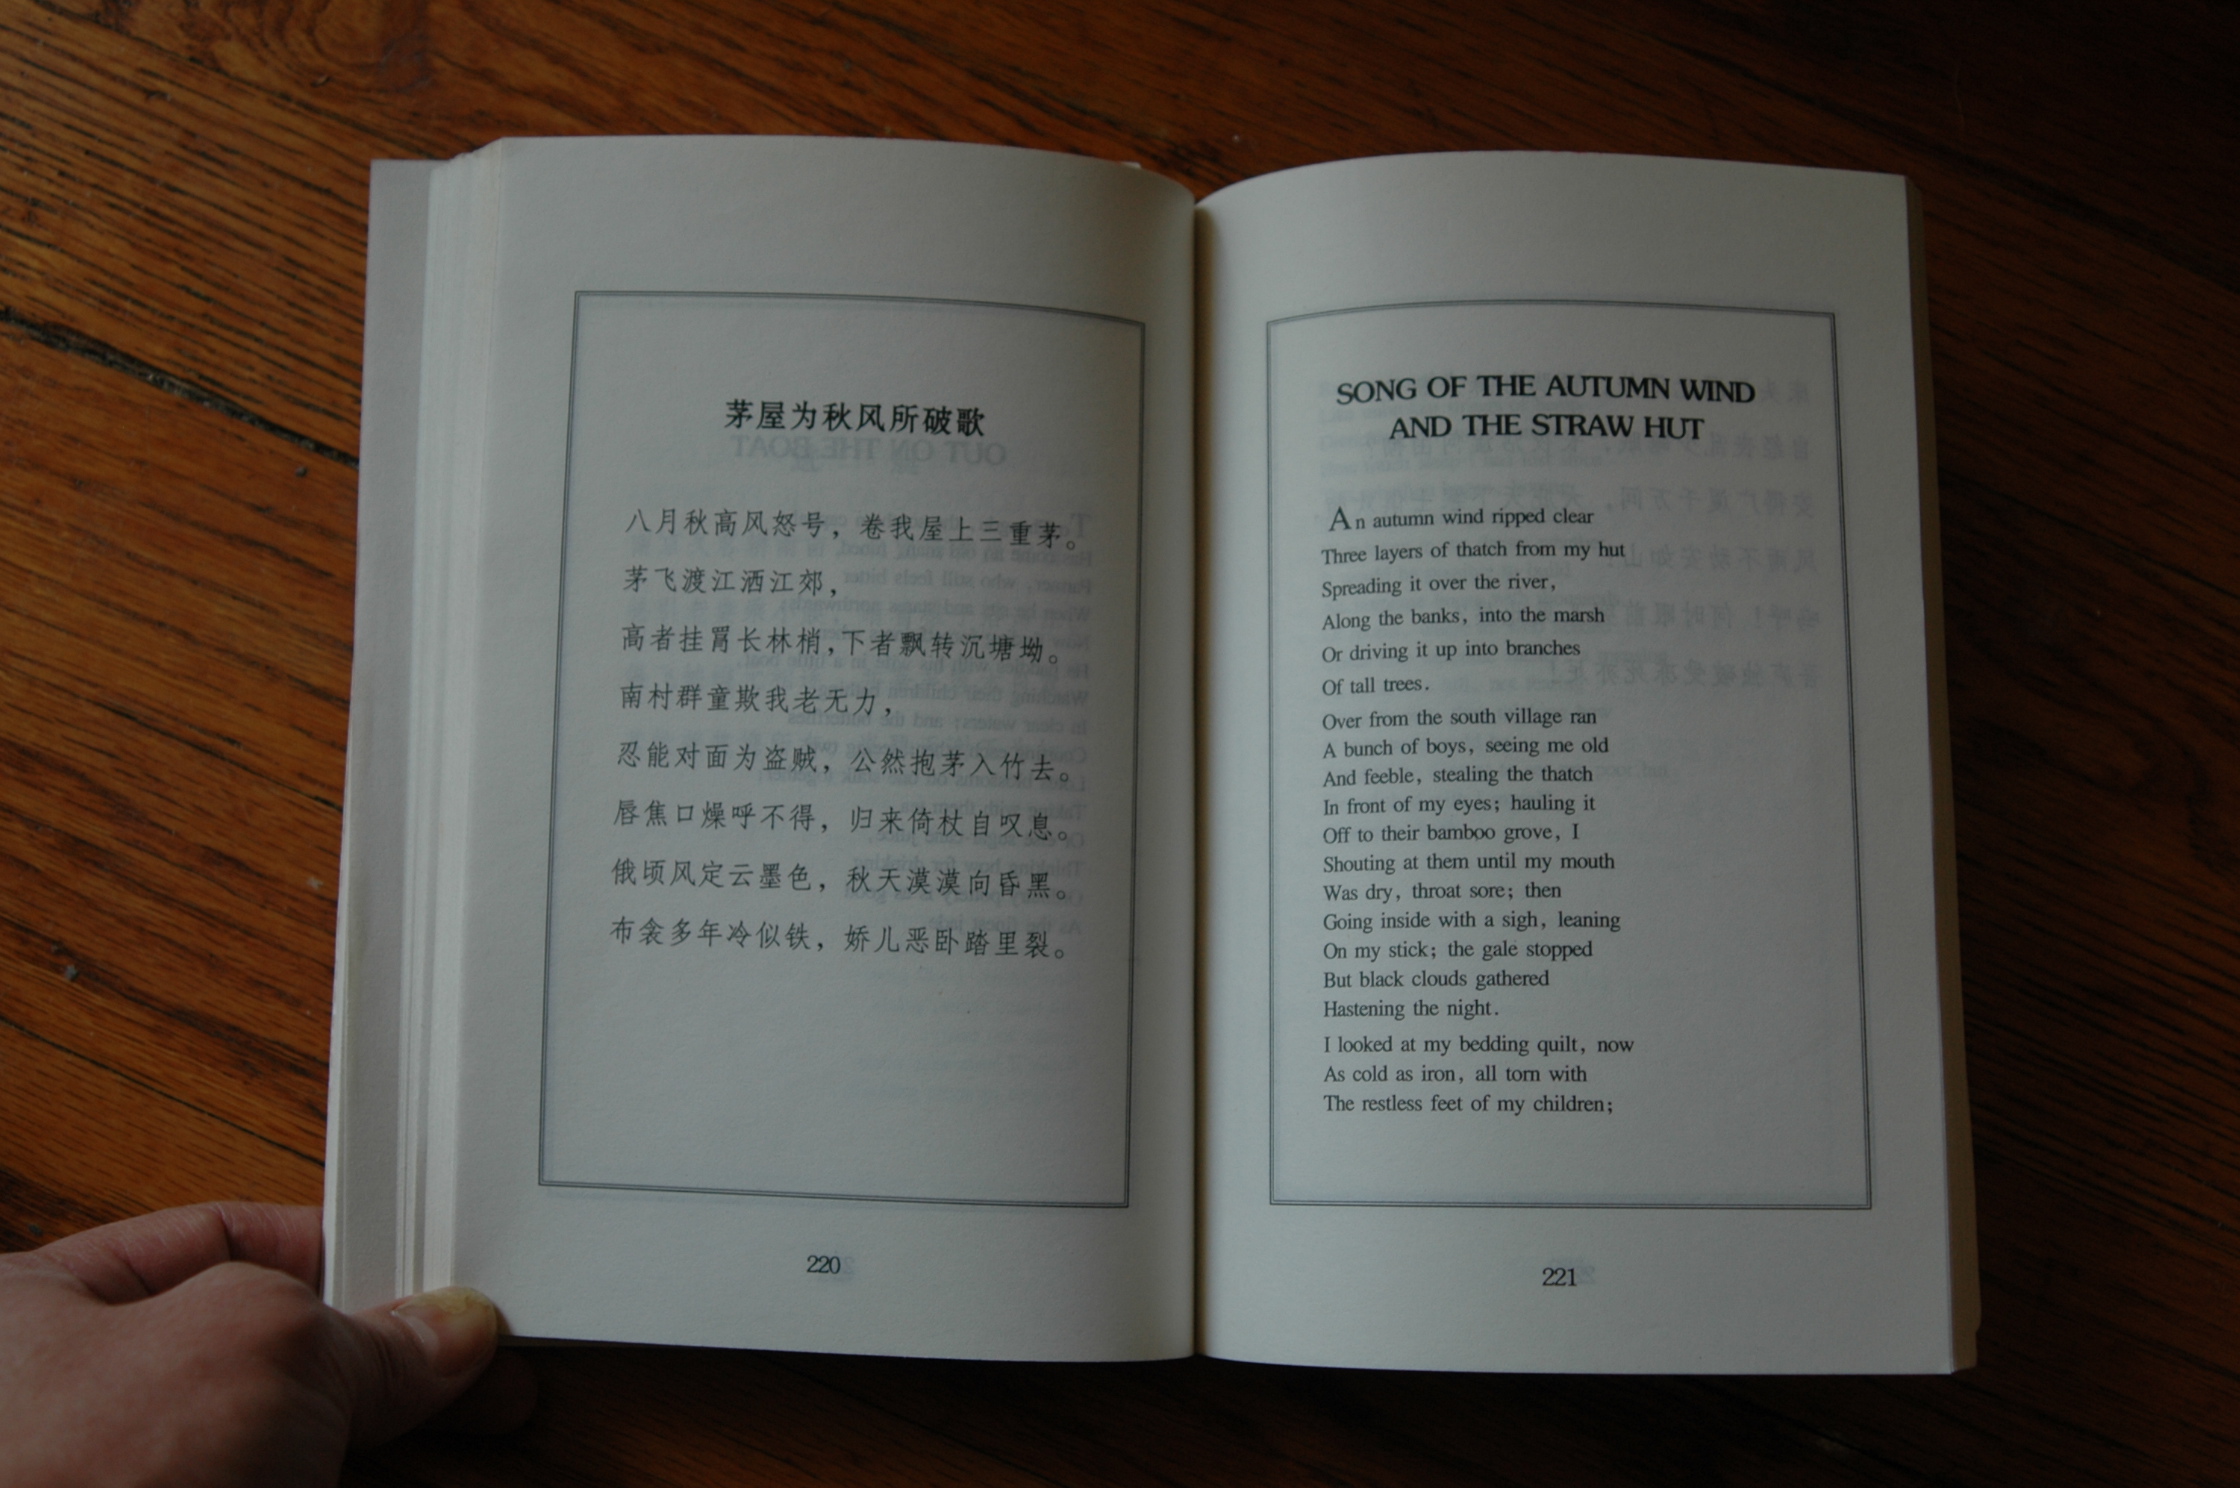 茅屋为秋风所破歌
八月秋高风怒号，卷我屋上三重茅。
茅飞渡江洒江郊，
高者挂罥长林梢，下者飘转沉塘坳。
南村群童欺我老无力，
忍能对面为盗贼，公然抱茅入竹去。
唇焦口燥呼不得，归来倚杖自叹息。
俄顷风定云墨色，秋天漠漠向昏黑。
布衾多年冷似铁，娇儿恶卧踏里裂。
220
SONG OF THE AUTUMN WIND
AND THE STRAW HUT
An autumn wind ripped clear
Three layers of thatch from my hut
Spreading it over the river,
Along the banks, into the marsh
Or driving it up into branches
Of tall trees.
Over from the south village ran
A bunch of boys, seeing me old
And feeble, stealing the thatch
In front of my eyes; hauling it
Off to their bamboo grove, I
Shouting at them until my mouth
Was dry, throat sore; then
Going inside with a sigh, leaning
On my stick; the gale stopped
But black clouds gathered
Hastening the night.
I looked at my bedding quilt, now
As cold as iron, all torn with
The restless feet of my children;
221